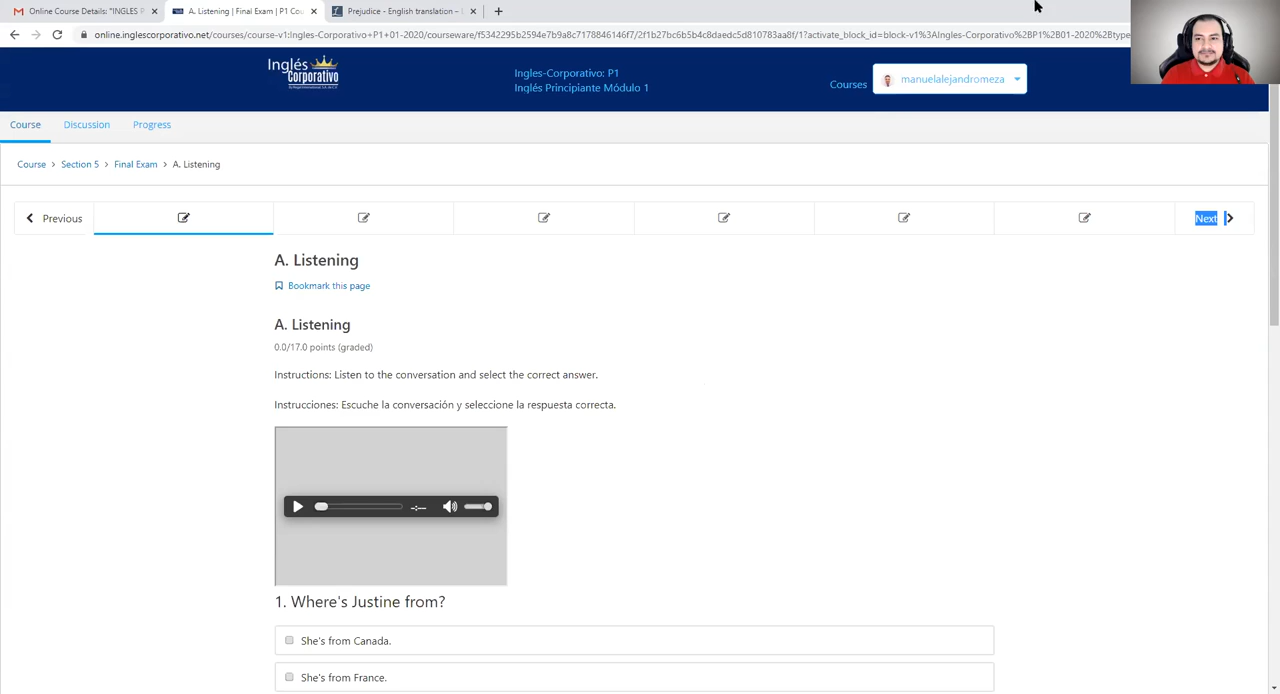 Online Course Details: "INGLES P
A. Listening | Final Exam | P1 Co
Prejudice - English translation –
online.inglescorporativo.net/courses/course-v1:Ingles-Corporativo+P1+01-2020/courseware/f5342295b2594e7b9a8c7178846146f7/2f1b27bc6b5b4c8daedc5d810783aa8f/1?activate_block_id=block-v1%3AIngles-Corporativo%2BP1%2B01-2020%2Btype
Inglés
Corporativo
Ingles-Corporativo: P1
Inglés Principiante Módulo 1
Courses
manuelalejandromeza
Course
Discussion
Progress
Course > Section 5 > Final Exam > A. Listening
Previous
Next
A. Listening
Bookmark this page
A. Listening
0.0/17.0 points (graded)
Instructions: Listen to the conversation and select the correct answer.
Instrucciones: Escuche la conversación y seleccione la respuesta correcta.
-:--
1. Where's Justine from?
She's from Canada.
She's from France.